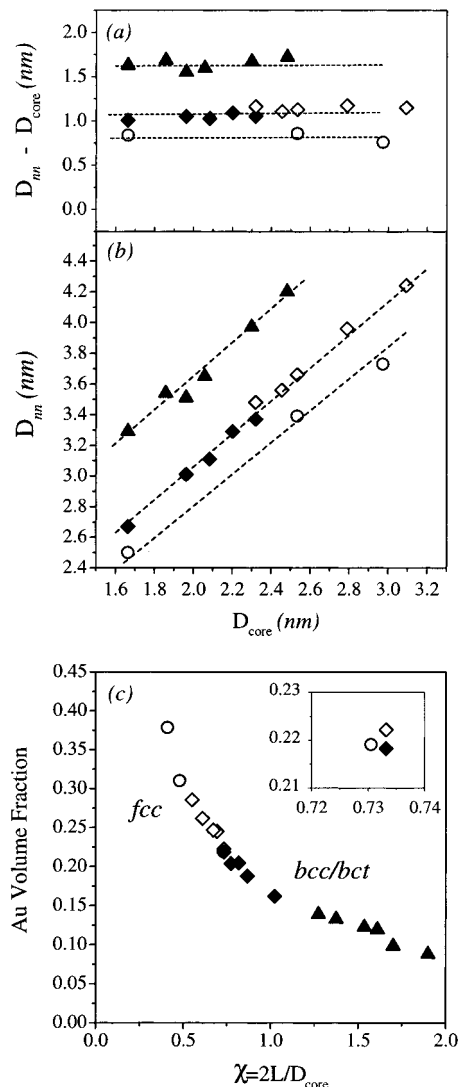 (a)
D_nn - D_core (nm)
2.5
2.0
1.5
1.0
0.5
0.0
(b)
D_nn (nm)
4.4
4.2
4.0
3.8
3.6
3.4
3.2
3.0
2.8
2.6
2.4
1.6 1.8 2.0 2.2 2.4 2.6 2.8 3.0 3.2
D_core (nm)
(c)
Au Volume Fraction
0.45
0.40
0.35
0.30
0.25
0.20
0.15
0.10
0.05
0.00
0.23
0.22
0.21
0.72 0.73 0.74
fcc
bcc/bct
0.0 0.5 1.0 1.5 2.0
χ=2L/D_core